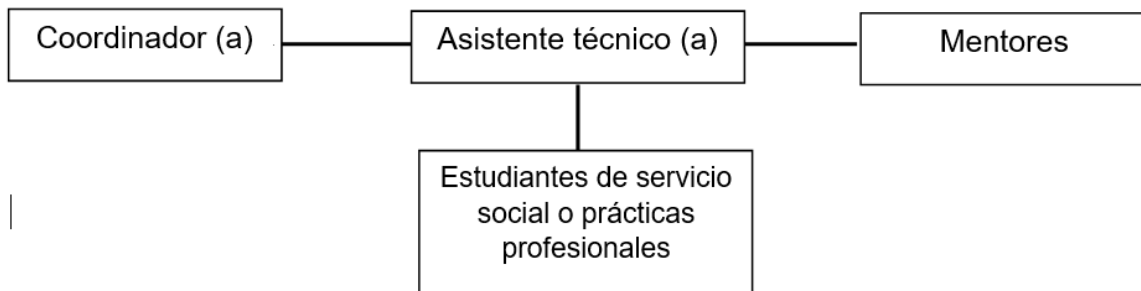 Coordinador (a)
Asistente técnico (a)
Mentores
Estudiantes de servicio
social o prácticas
profesionales